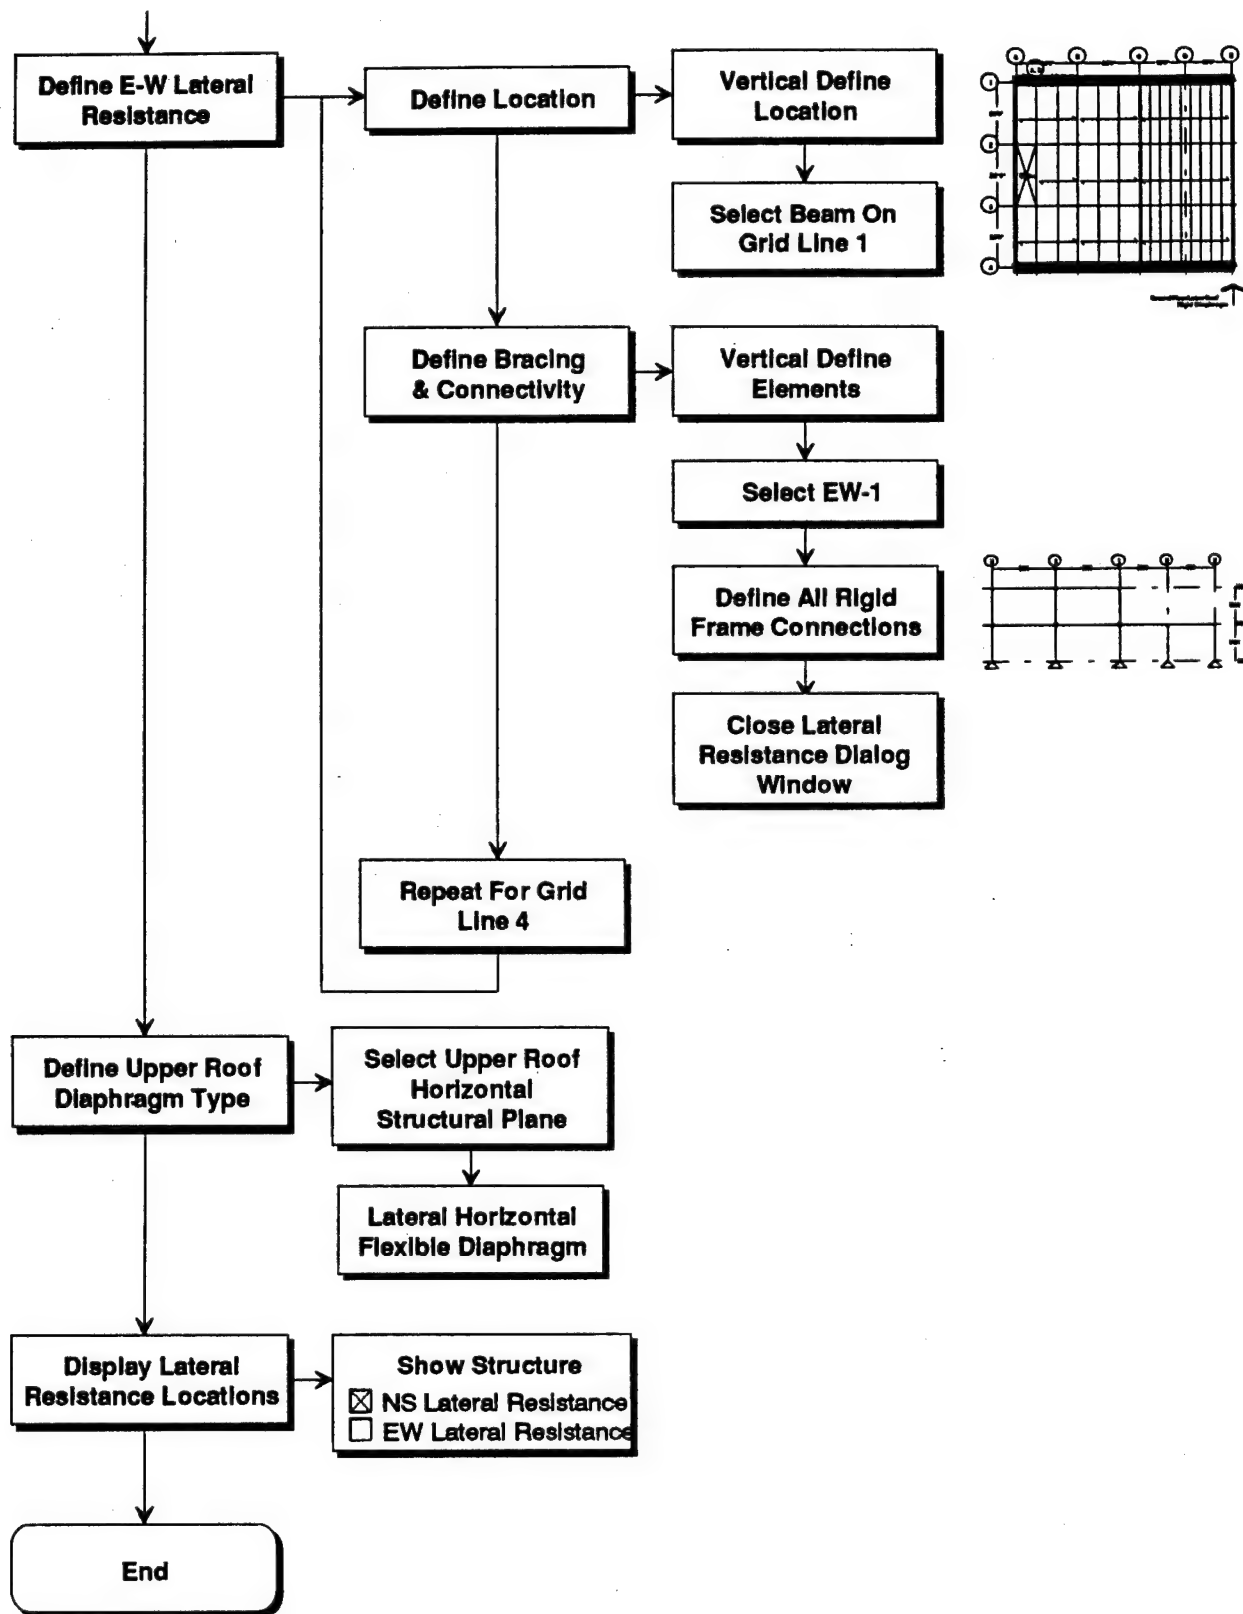 Define E-W Lateral
Resistance
Define Location
Vertical Define
Location
Select Beam On
Grid Line 1
Define Bracing
& Connectivity
Vertical Define
Elements
Select EW-1
Define All Rigid
Frame Connections
Close Lateral
Resistance Dialog
Window
Repeat For Grid
Line 4
Define Upper Roof
Diaphragm Type
Select Upper Roof
Horizontal
Structural Plane
Lateral Horizontal
Flexible Diaphragm
Display Lateral
Resistance Locations
Show Structure
NS Lateral Resistance
EW Lateral Resistance
End